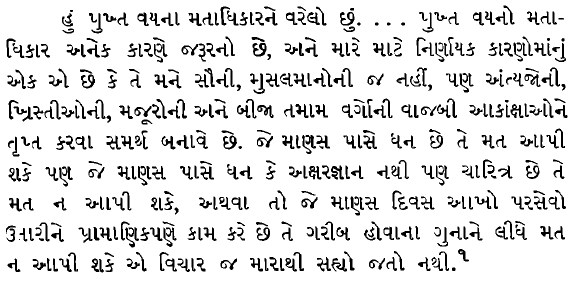 હું પુખ્ત વયના મતાધિકારને વરેલો છું. ... પુખ્ત વયનો મતા-
ધિકાર અનેક કારણે જરૂરનો છે, અને મારે માટે નિર્ણાયક કારણોમાંનું
એક એ છે કે તે મને સૌની, મુસલમાનોની જ નહીં, પણ અંત્યજોની,
ખ્રિસ્તીઓની, મજૂરોની અને બીજા તમામ વર્ગોની વાજબી આકાંક્ષાઓને
તૃપ્ત કરવા સમર્થ બનાવે છે. જે માણસ પાસે ધન છે તે મત આપી
શકે પણ જે માણસ પાસે ધન કે અક્ષરજ્ઞાન નથી પણ ચારિત્ર છે તે
મત ન આપી શકે, અથવા તો જે માણસ દિવસ આખો પરસેવો
ઉતારીને પ્રામાણિકપણે કામ કરે છે તે ગરીબ હોવાના ગુનાને લીધે મત
ન આપી શકે એ વિચાર જ મારાથી સહ્યો જતો નથી.૧